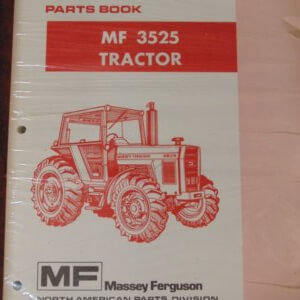 PARTS BOOK
MF 3525
TRACTOR
MF Massey Ferguson
NORTH AMERICAN PARTS DIVISION